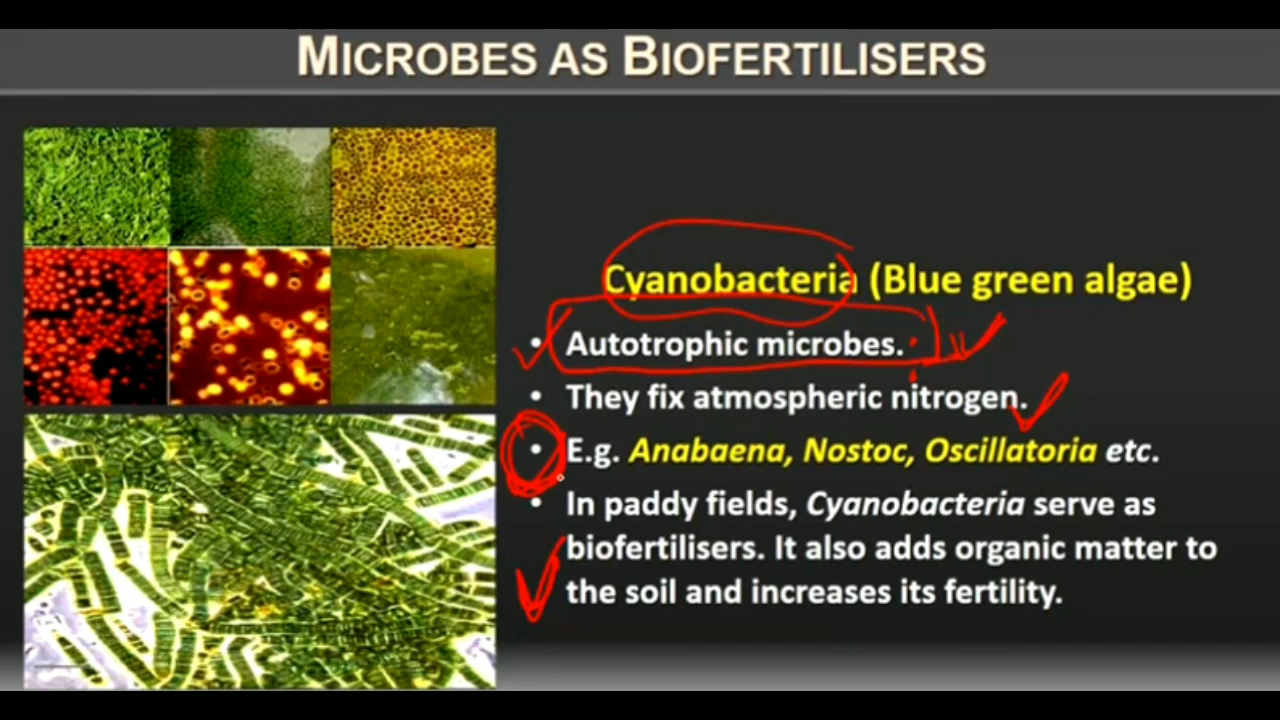 MICROBES AS BIOFERTILISERS
Cyanobacteria (Blue green algae)
• Autotrophic microbes.
• They fix atmospheric nitrogen.
• E.g. Anabaena, Nostoc, Oscillatoria etc.
• In paddy fields, Cyanobacteria serve as
biofertilisers. It also adds organic matter to
the soil and increases its fertility.